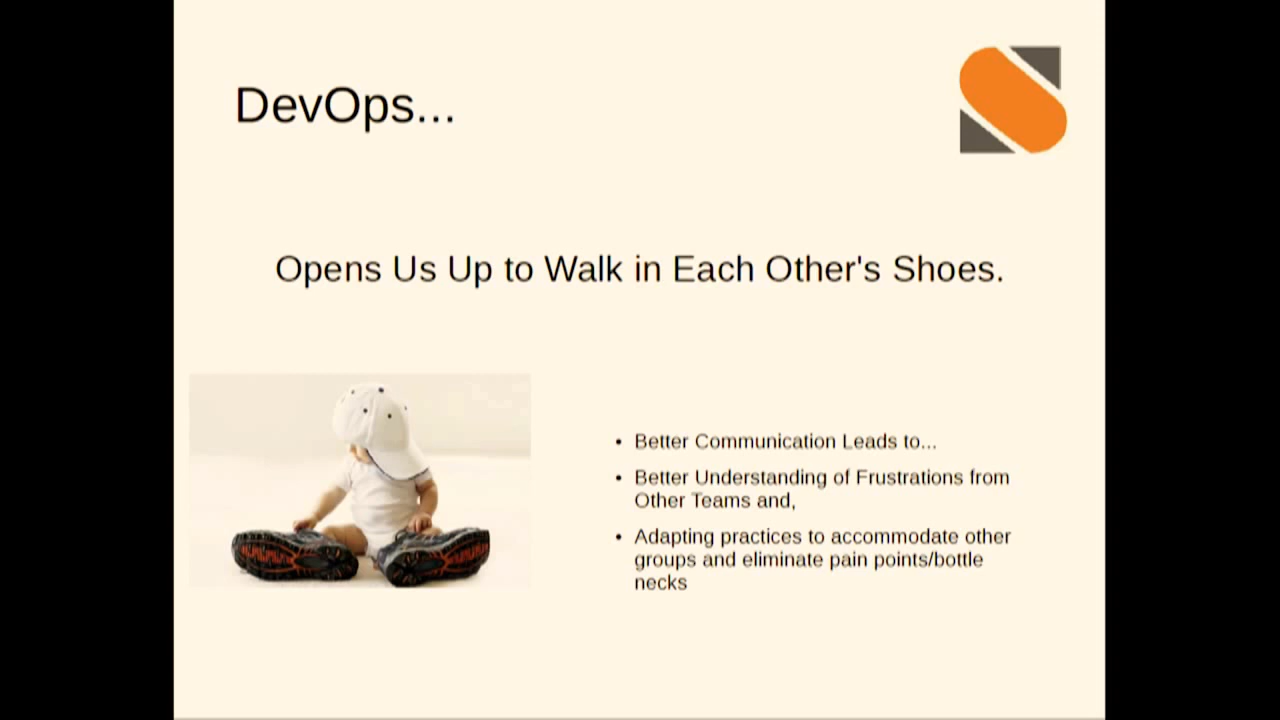 DevOps...
Opens Us Up to Walk in Each Other's Shoes.
• Better Communication Leads to...
• Better Understanding of Frustrations from
Other Teams and,
• Adapting practices to accommodate other
groups and eliminate pain points/bottle
necks